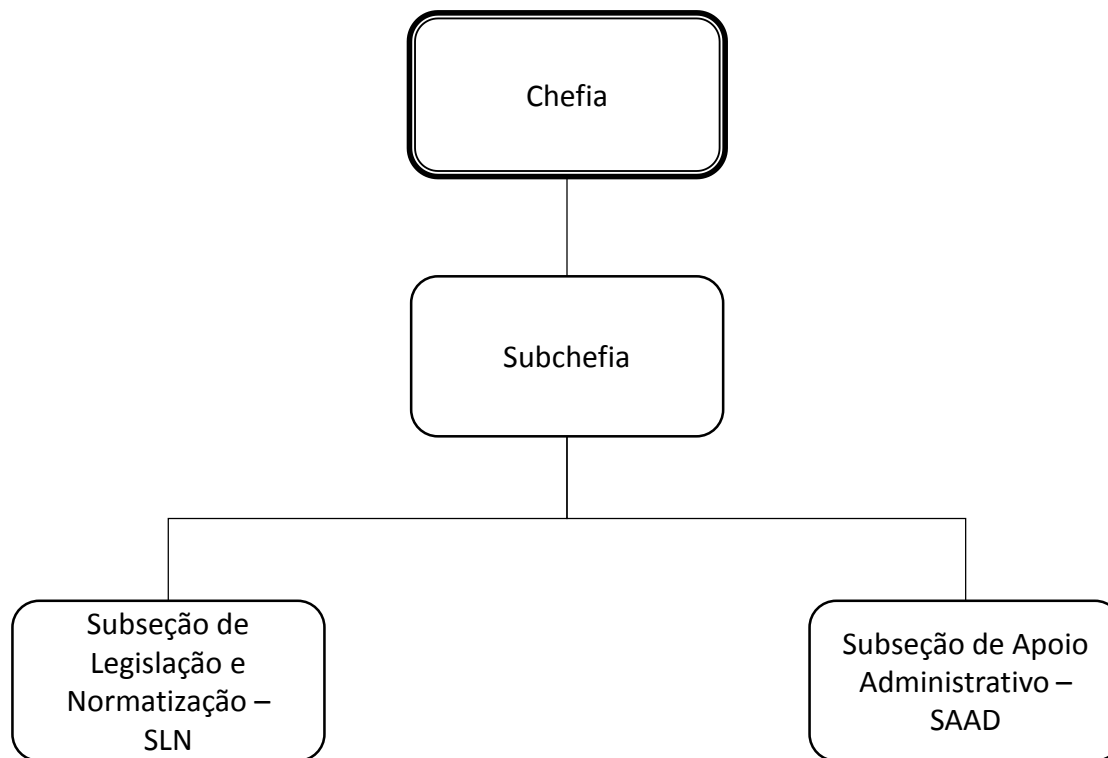 Chefia
Subchefia
Subseção de
Legislação e
Normatização –
SLN
Subseção de Apoio
Administrativo –
SAAD